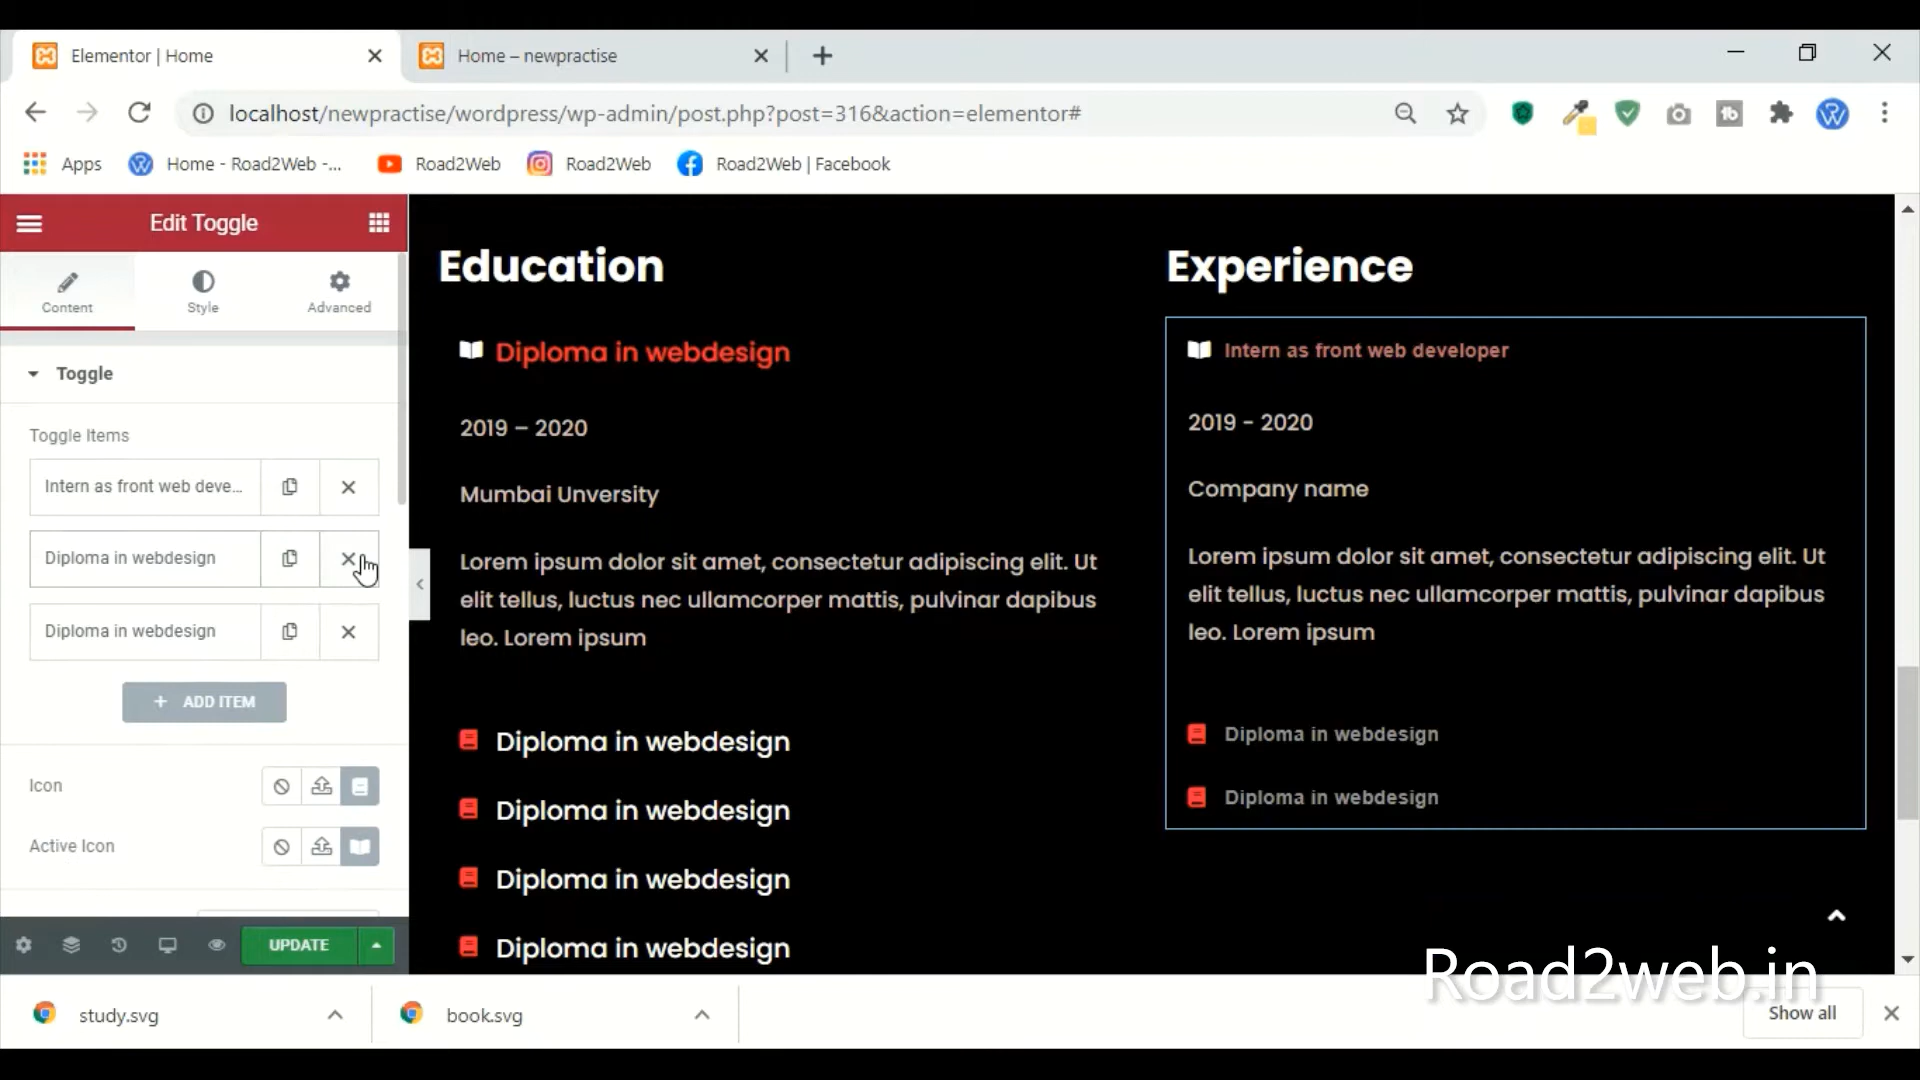 Elementor | Home
Home – newpractise
localhost/newpractise/wordpress/wp-admin/post.php?post=316&action=elementor#
Apps
Home - Road2Web -...
Road2Web
Road2Web
Road2Web | Facebook
Edit Toggle
Content
Style
Advanced
Toggle
Toggle Items
Intern as front web deve...
Diploma in webdesign
Diploma in webdesign
+ ADD ITEM
Icon
Active Icon
UPDATE
Education
Diploma in webdesign
2019 – 2020
Mumbai Unversity
Lorem ipsum dolor sit amet, consectetur adipiscing elit. Ut
elit tellus, luctus nec ullamcorper mattis, pulvinar dapibus
leo. Lorem ipsum
Diploma in webdesign
Diploma in webdesign
Diploma in webdesign
Diploma in webdesign
Experience
Intern as front web developer
2019 - 2020
Company name
Lorem ipsum dolor sit amet, consectetur adipiscing elit. Ut
elit tellus, luctus nec ullamcorper mattis, pulvinar dapibus
leo. Lorem ipsum
Diploma in webdesign
Diploma in webdesign
Road2web.in
study.svg
book.svg
Show all